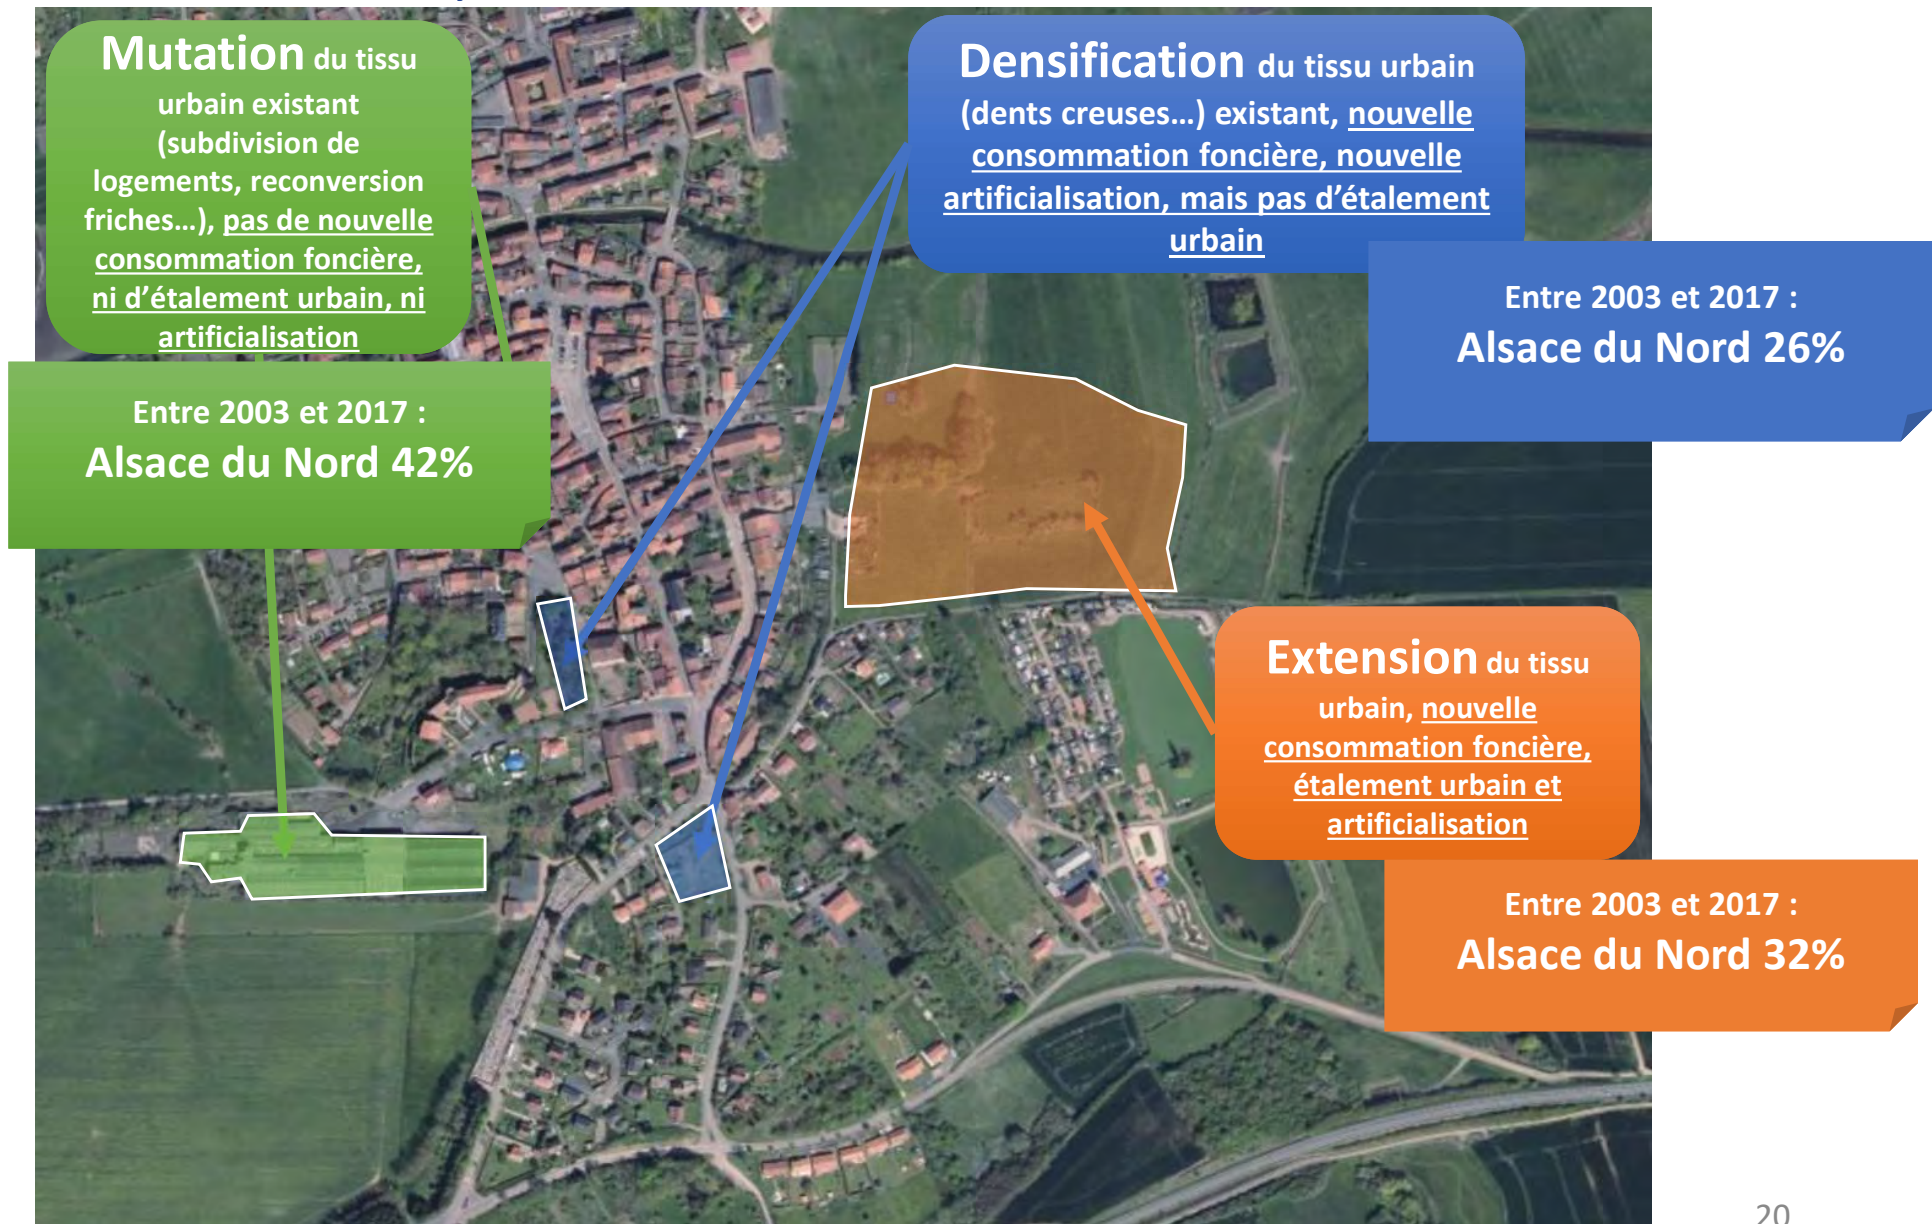 Mutation du tissu
urbain existant
(subdivision de
logements, reconversion
friches…), pas de nouvelle
consommation foncière,
ni d’étalement urbain, ni
artificialisation
Entre 2003 et 2017 :
Alsace du Nord 42%
Densification du tissu urbain
(dents creuses…) existant, nouvelle
consommation foncière, nouvelle
artificialisation, mais pas d’étalement
urbain
Entre 2003 et 2017 :
Alsace du Nord 26%
Extension du tissu
urbain, nouvelle
consommation foncière,
étalement urbain et
artificialisation
Entre 2003 et 2017 :
Alsace du Nord 32%
20